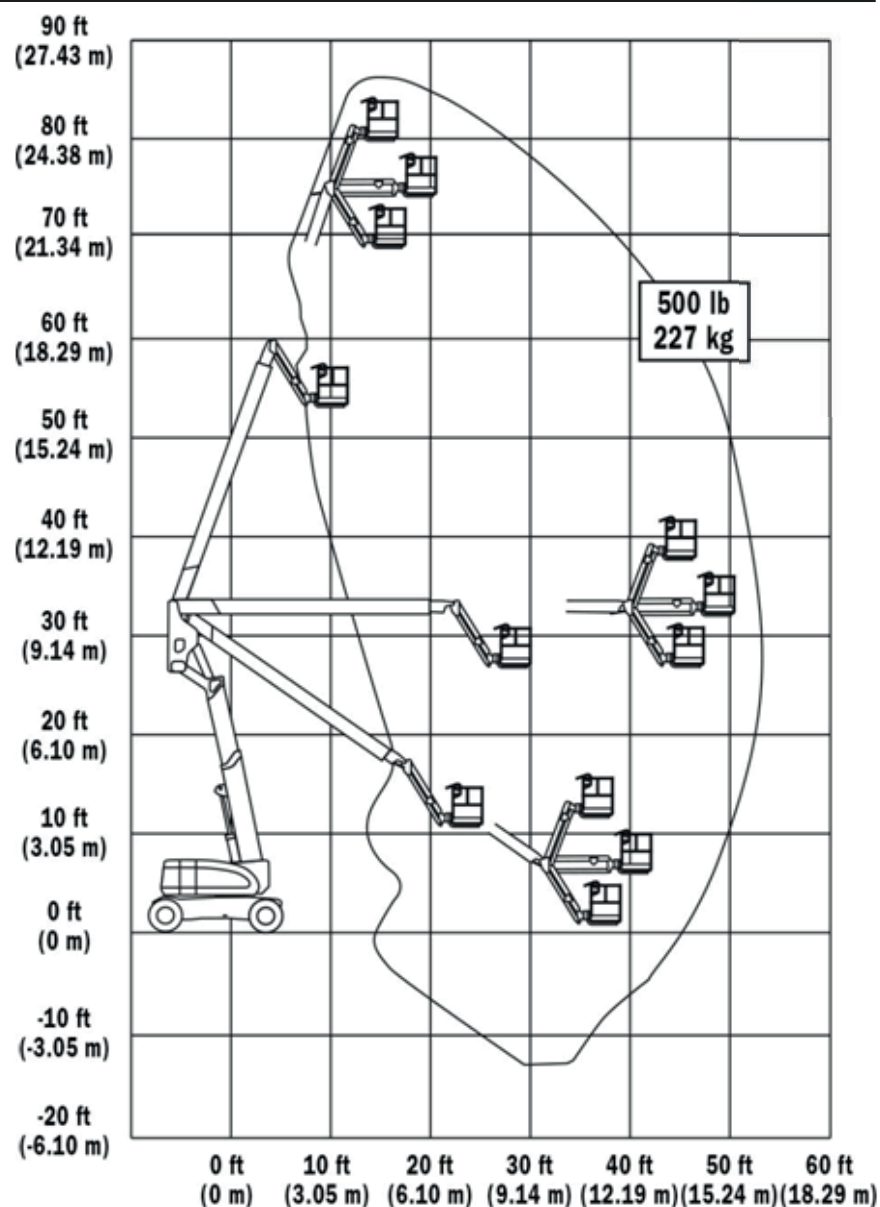 90 ft
(27.43 m)
80 ft
(24.38 m)
70 ft
(21.34 m)
500 lb
227 kg
60 ft
(18.29 m)
50 ft
(15.24 m)
40 ft
(12.19 m)
30 ft
(9.14 m)
20 ft
(6.10 m)
10 ft
(3.05 m)
0 ft
(0 m)
-10 ft
(-3.05 m)
-20 ft
(-6.10 m)
0 ft 10 ft 20 ft 30 ft 40 ft 50 ft 60 ft
(0 m) (3.05 m) (6.10 m) (9.14 m) (12.19 m) (15.24 m) (18.29 m)